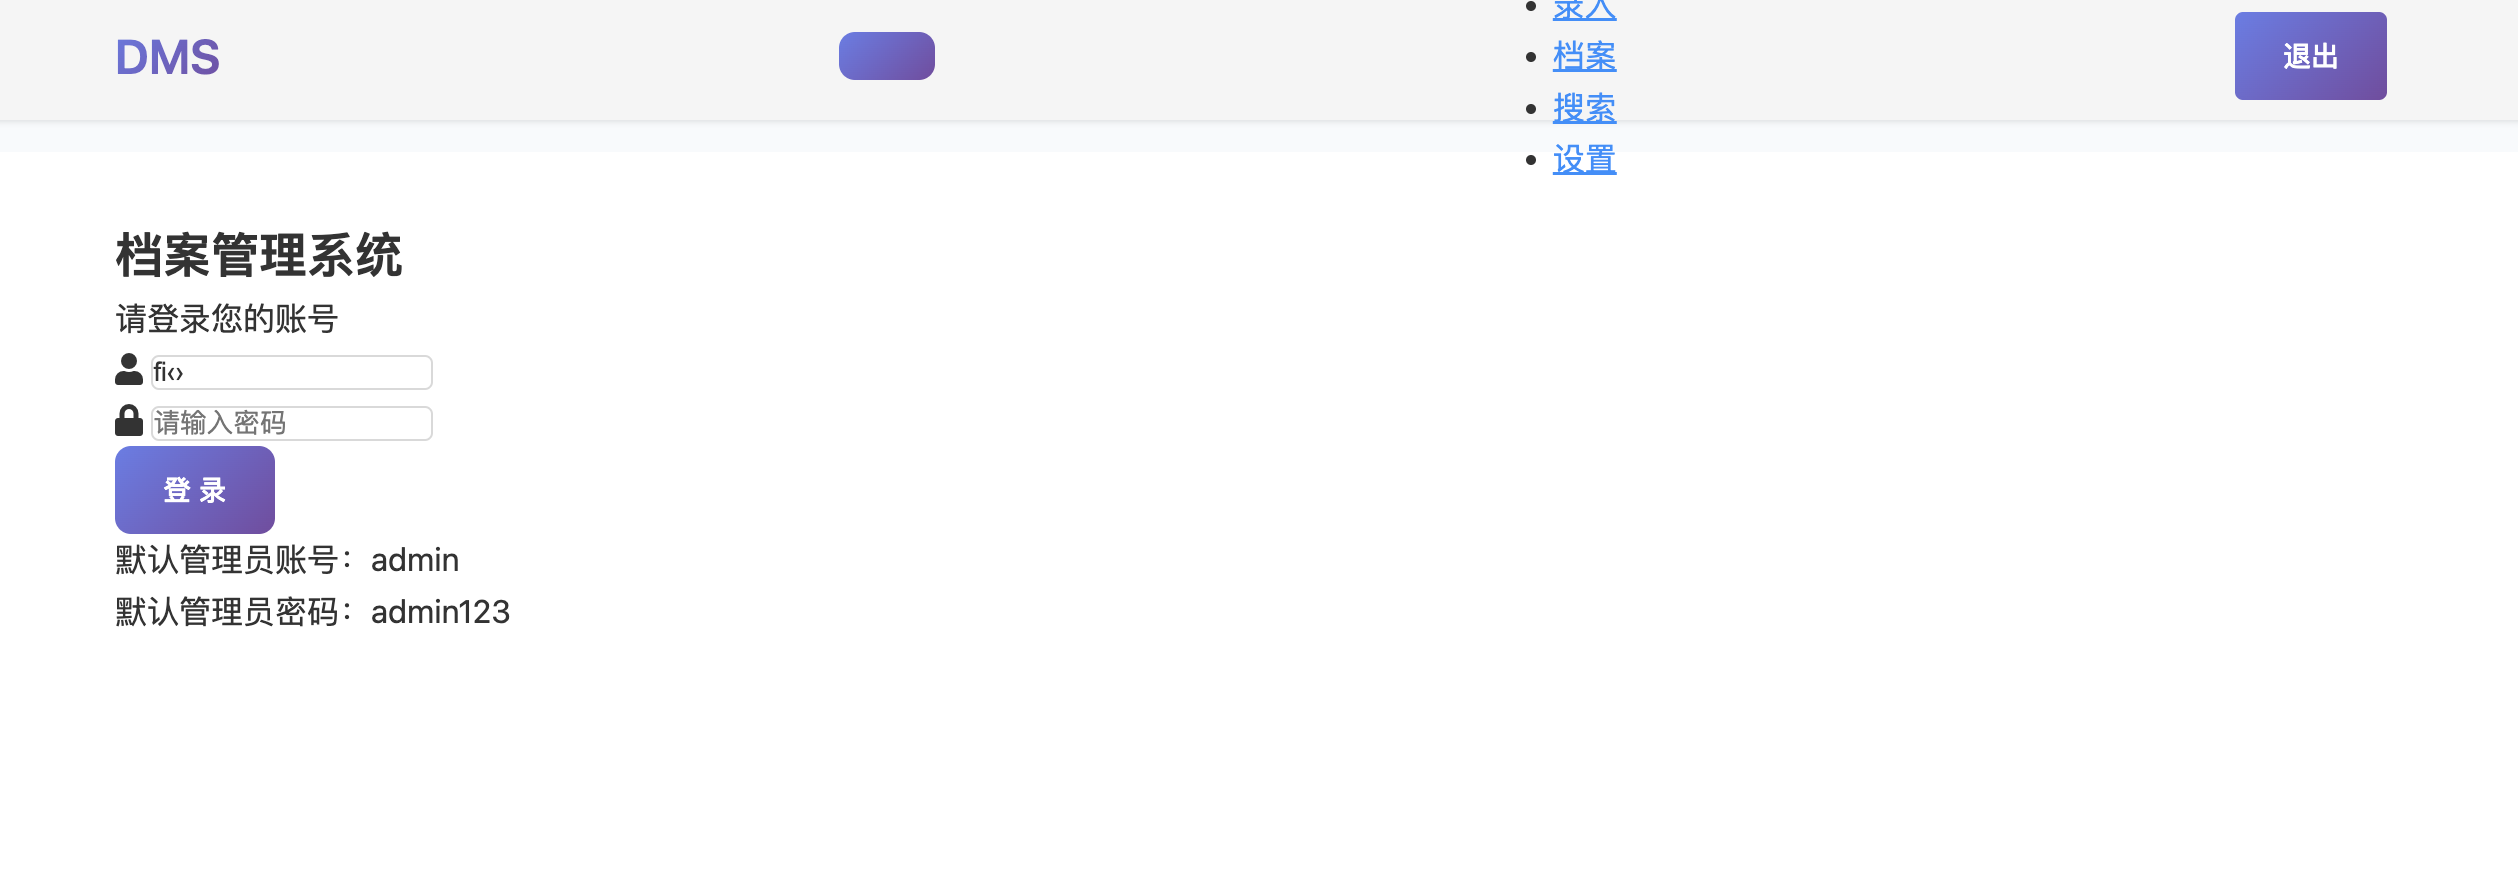 DMS
录入
档案
搜索
设置
退出
档案管理系统
请登录您的账号
fi‹›
请输入密码
登 录
默认管理员账号：admin
默认管理员密码：admin123